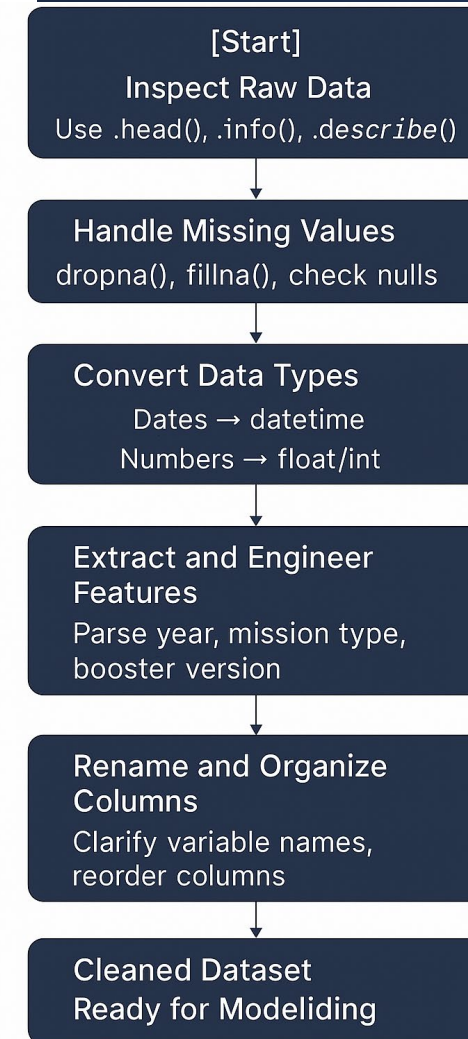 [Start]
Inspect Raw Data
Use .head(), .info(), .describe()
Handle Missing Values
dropna(), fillna(), check nulls
Convert Data Types
Dates → datetime
Numbers → float/int
Extract and Engineer
Features
Parse year, mission type,
booster version
Rename and Organize
Columns
Clarify variable names,
reorder columns
Cleaned Dataset
Ready for Modeliding